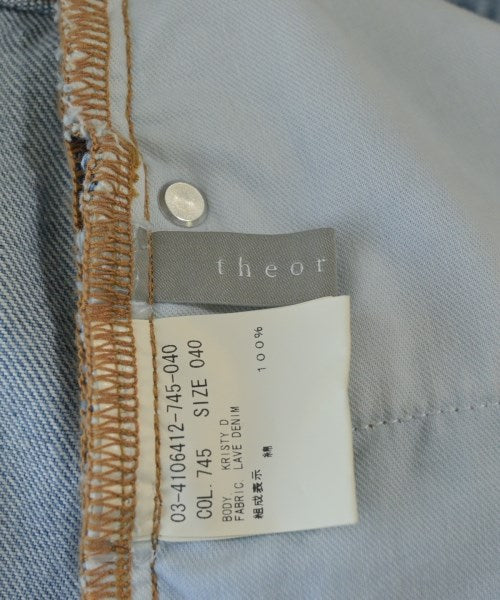 theor
03-4106412-745-040
COL. 745 SIZE 040
BODY KRISTY_D
FABRIC LAVE DENIM
組成表示 綿 100%